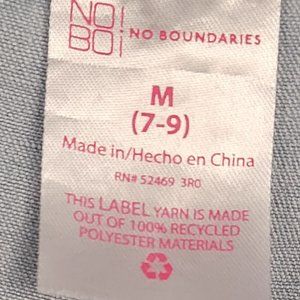 NO
BO
NO BOUNDARIES
M
(7-9)
Made in/Hecho en China
RN# 52469 3R0
THIS LABEL YARN IS MADE
OUT OF 100% RECYCLED
POLYESTER MATERIALS